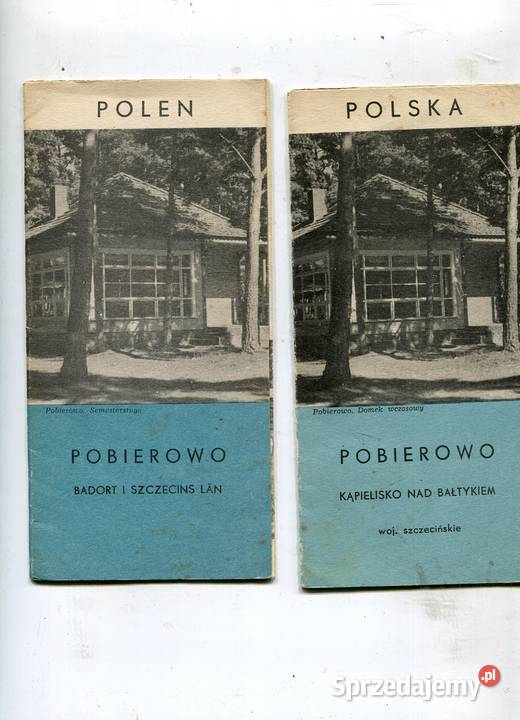 POLEN
Pobierowo. Semesterstuga
POBIEROWO
BADORT I SZCZECINS LÄN
POLSKA
Pobierowo. Domek wczasowy
POBIEROWO
KĄPIELISKO NAD BAŁTYKIEM
woj. szczecińskie
Sprzedajemy.pl